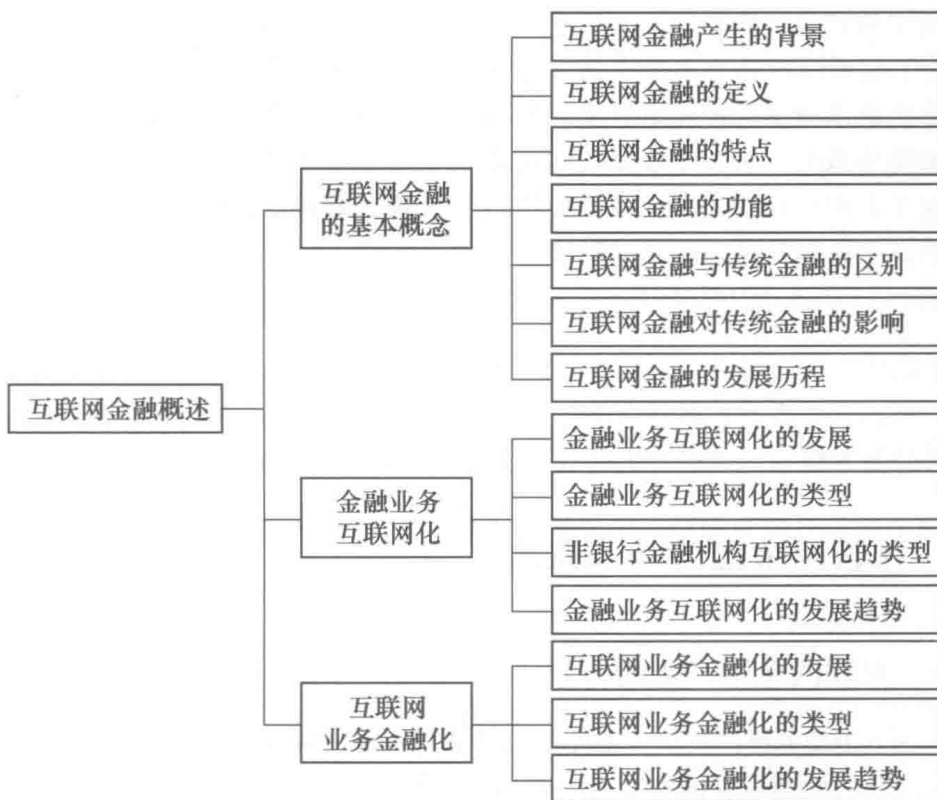 互联网金融产生的背景
互联网金融的定义
互联网金融的特点
互联网金融
的基本概念
互联网金融的功能
互联网金融与传统金融的区别
互联网金融对传统金融的影响
互联网金融的发展历程
互联网金融概述
金融业务互联网化的发展
金融业务
互联网化
金融业务互联网化的类型
非银行金融机构互联网化的类型
金融业务互联网化的发展趋势
互联网业务金融化的发展
互联网
业务金融化
互联网业务金融化的类型
互联网业务金融化的发展趋势